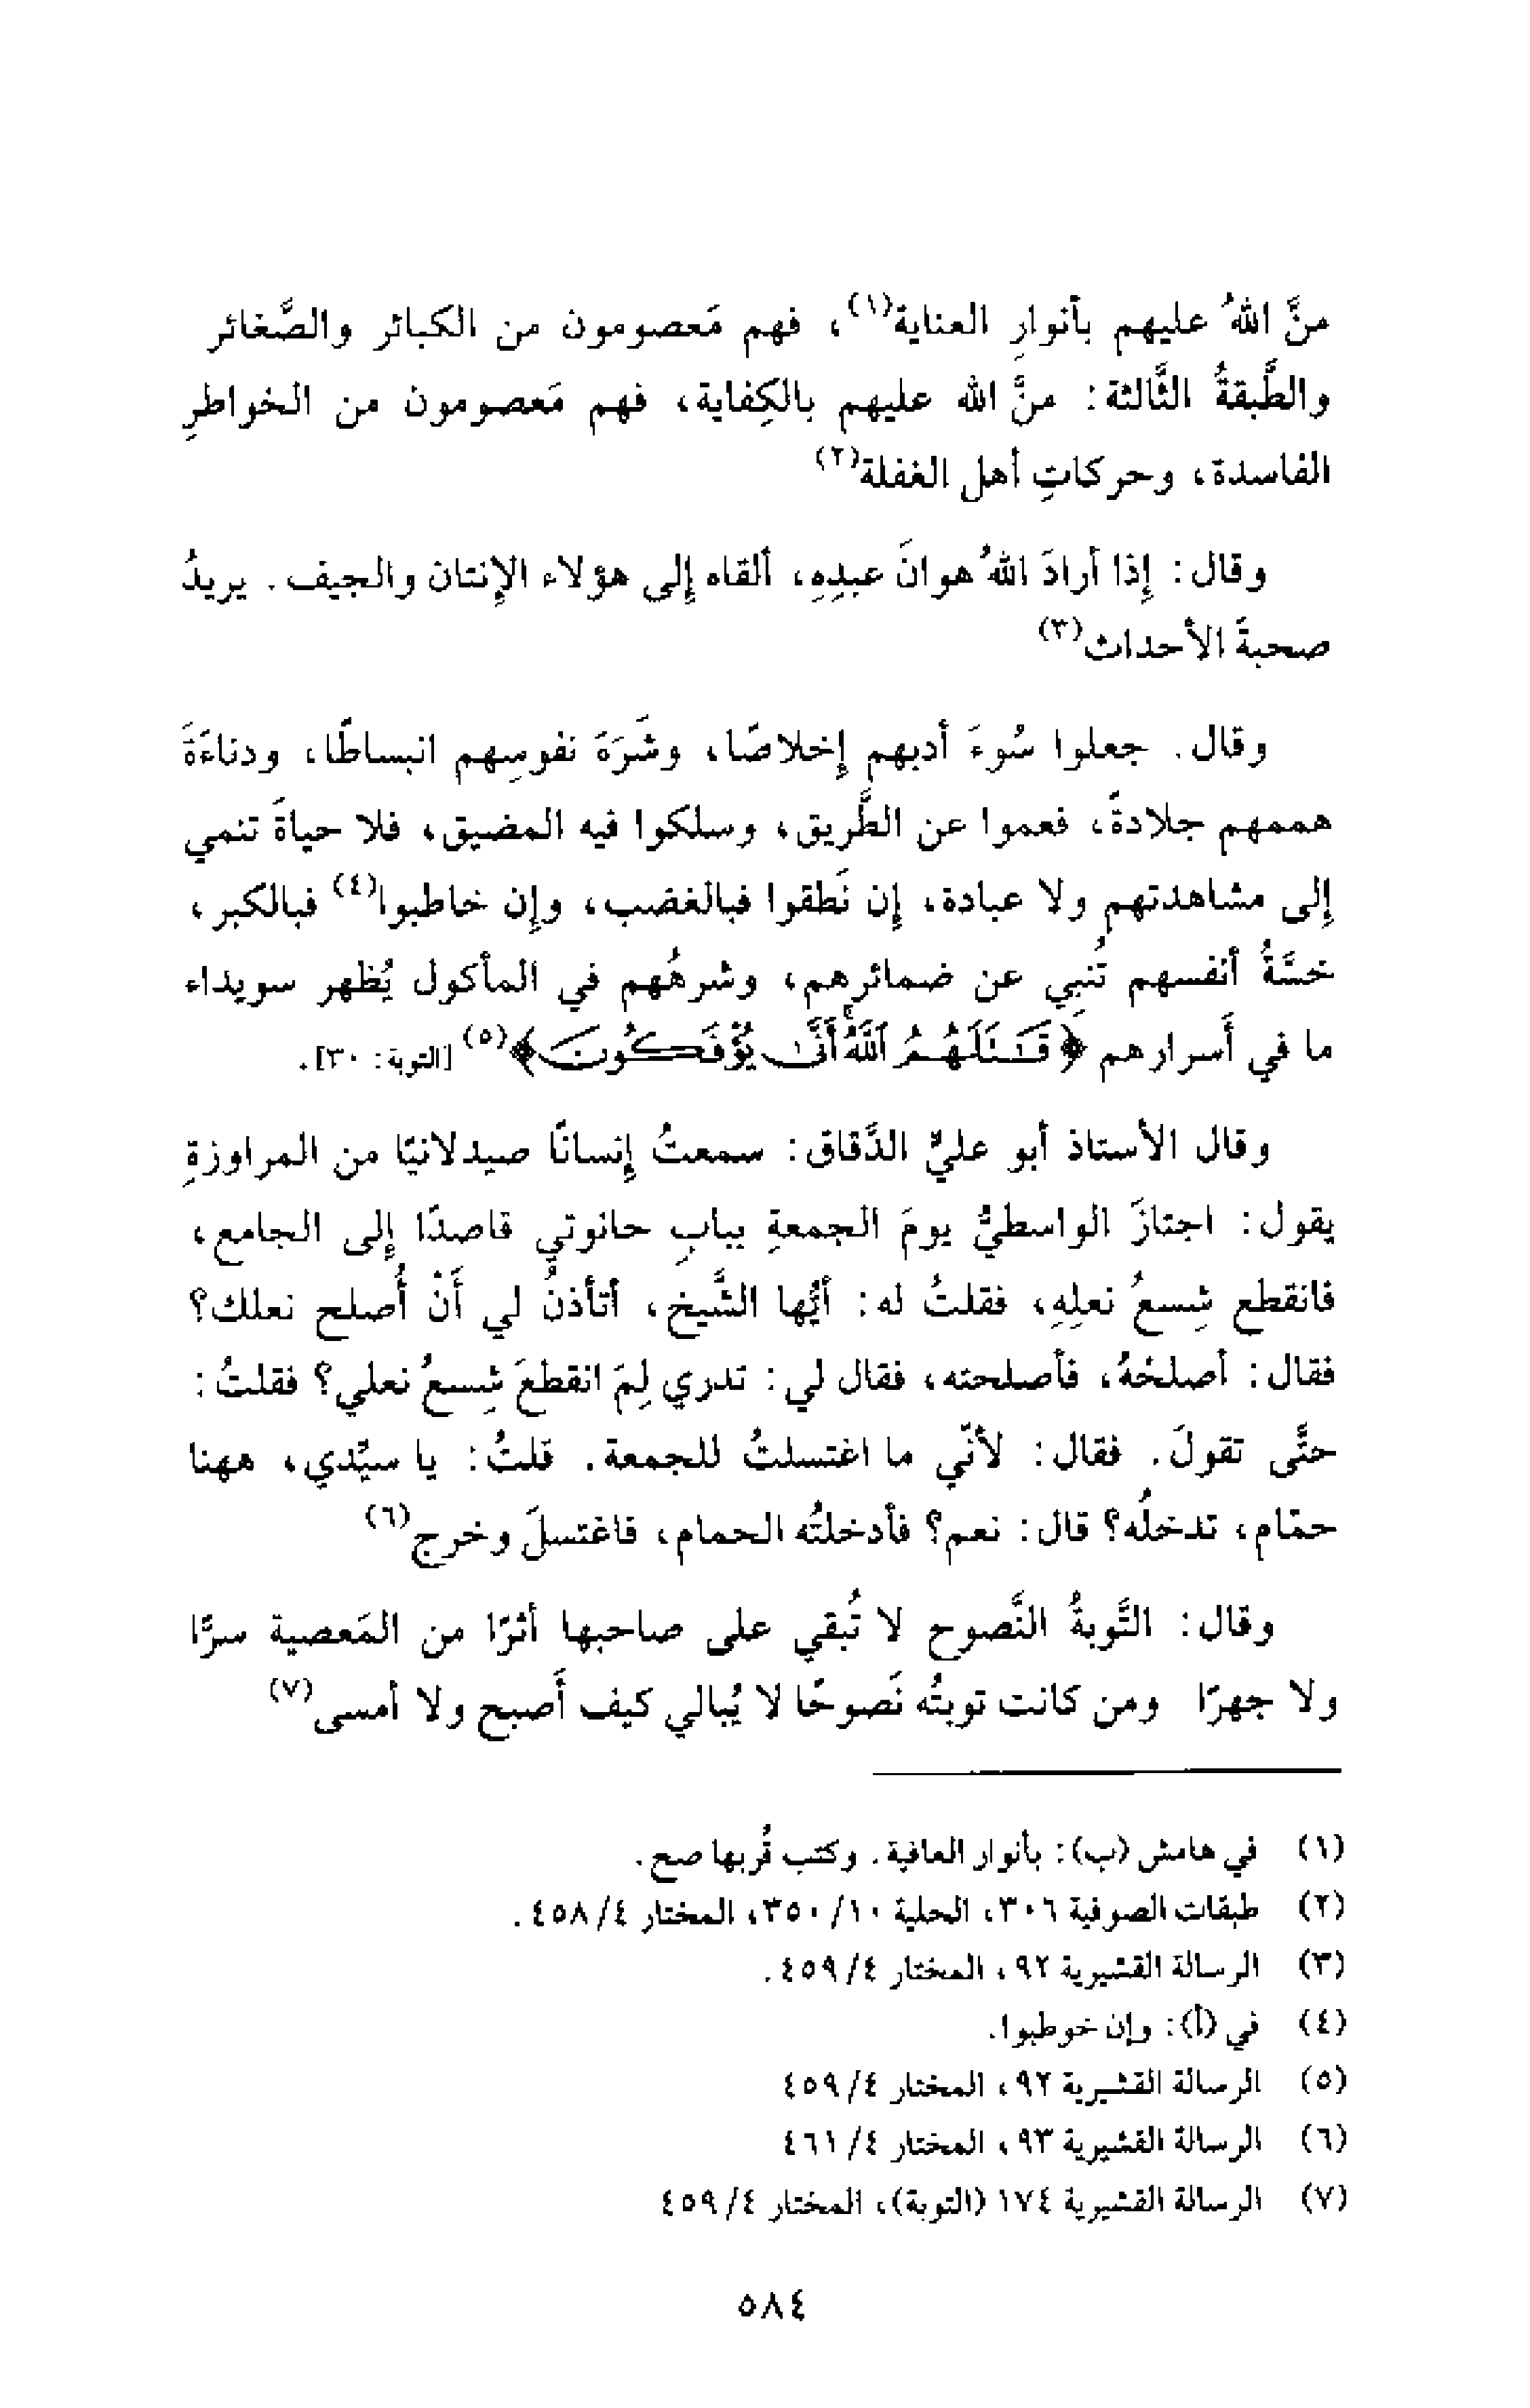 منَّ اللهُ عليهم بأنوارِ العناية(١)، فهم مَعصومون من الكبائر والصَّغائر
والطَّبقةُ الثَّالثة: منَّ الله عليهم بالكِفاية، فهم مَعصومون من الخواطرِ
الفاسدة، وحركاتِ أهل الغفلة(٢)
وقال: إذا أرادَ اللهُ هوانَ عبدِهِ، ألقاه إلى هؤلاء الإنتان والجيف. يريدُ
صحبةَ الأحداث(٣)
وقال. جعلوا سُوءَ أدبهم إخلاصًا، وشَرَهَ نفوسِهم انبساطًا، ودناءَةَ
هممهم جلادةً، فعموا عن الطَّريق، وسلكوا فيه المضيق، فلا حياةَ تنمي
إلى مشاهدتهم ولا عبادة، إن نَطقوا فبالغضب، وإن خاطبوا(٤) فبالكبر،
خسَّةُ أنفسهم تُنبي عن ضمائرِهم، وشرهُهم في المأكول يُظهر سويداء
ما في أسرارهم ﴿قَـٰتَلَهُمُ اللَّهُ أَنَّى يُؤْفَكُونَ﴾(٥) [التوبة: ٣٠].
وقال الأستاذ أبو عليٍّ الدَّقاق: سمعتُ إنسانًا صيدلانيًا من المراوزةِ
يقول: اجتازَ الواسطيُّ يومَ الجمعةِ ببابِ حانوتي قاصدًا إلى الجامع،
فانقطع شِسعُ نعلِهِ، فقلتُ له: أيُّها الشَّيخ، أتأذنُ لي أَنْ أُصلح نعلك؟
فقال: أصلحْهُ، فأصلحته، فقال لي: تدري لِمَ انقطعَ شِسعُ نعلي؟ فقلتُ:
حتَّى تقولَ. فقال: لأنّي ما اغتسلتُ للجمعة. قلتُ: يا سيِّدي، ههنا
حمّام، تدخلُه؟ قال: نعم؟ فأدخلتُه الحمام، فاغتسلَ وخرج(٦)
وقال: التَّوبةُ النَّصوح لا تُبقي على صاحبها أثرًا من المَعصية سرًّا
ولا جهرًا ومن كانت توبتُه نَصوحًا لا يُبالي كيف أَصبح ولا أمسى(٧)
(١) في هامش (ب): بأنوار العافية. وكتب قُربها صح.
(٢) طبقات الصوفية ٣٠٦، الحلية ١٠/ ٣٥٠، المختار ٤/ ٤٥٨.
(٣) الرسالة القشيرية ٩٢، المختار ٤/ ٤٥٩.
(٤) في (أ): وإن خوطبوا.
(٥) الرسالة القشيرية ٩٢، المختار ٤/ ٤٥٩
(٦) الرسالة القشيرية ٩٣، المختار ٤/ ٤٦١
(٧) الرسالة القشيرية ١٧٤ (التوبة)، المختار ٤/ ٤٥٩
٥٨٤